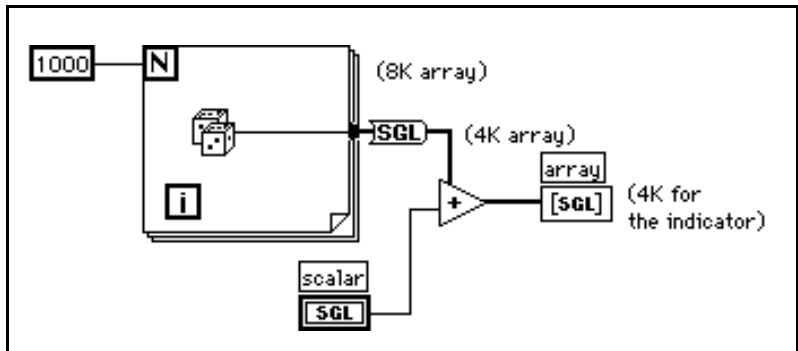 1000
N
(8K array)
SGL
(4K array)
array
[SGL]
(4K for
the indicator)
+
i
scalar
SGL